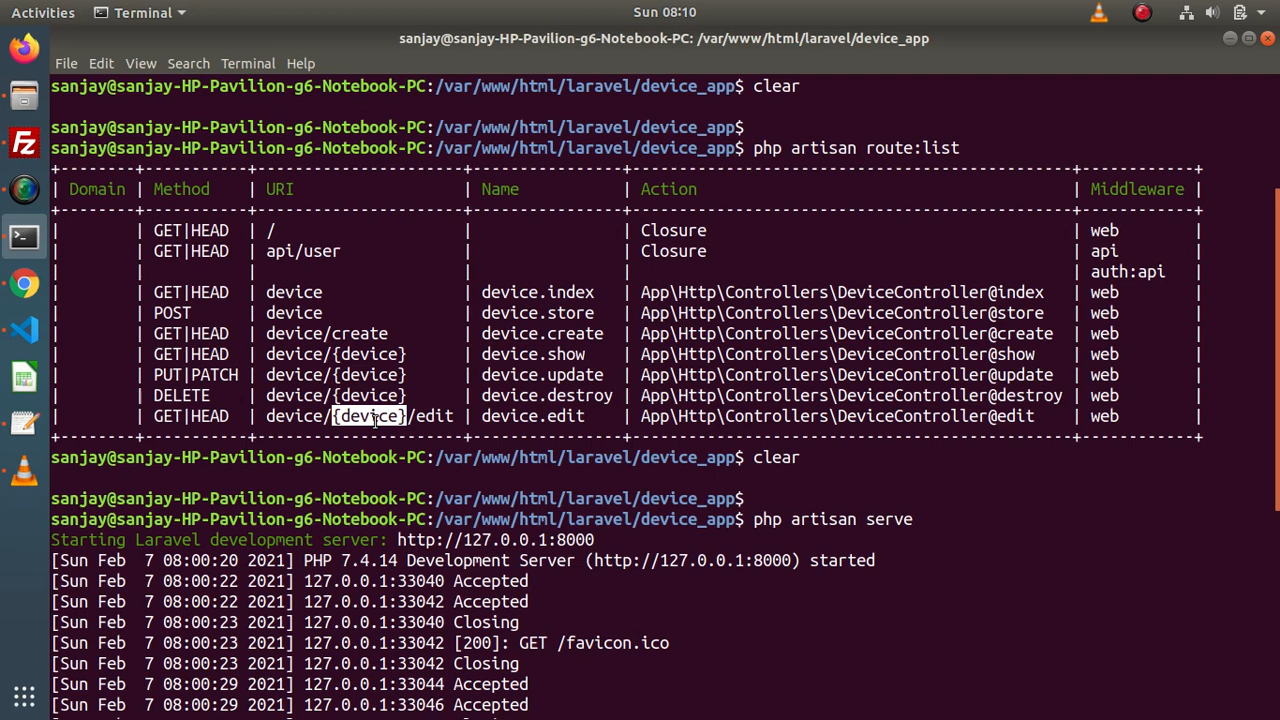 Activities Terminal Sun 08:10
sanjay@sanjay-HP-Pavilion-g6-Notebook-PC: /var/www/html/laravel/device_app
File Edit View Search Terminal Help
sanjay@sanjay-HP-Pavilion-g6-Notebook-PC:/var/www/html/laravel/device_app$ clear
sanjay@sanjay-HP-Pavilion-g6-Notebook-PC:/var/www/html/laravel/device_app$
sanjay@sanjay-HP-Pavilion-g6-Notebook-PC:/var/www/html/laravel/device_app$ php artisan route:list
| Domain | Method | URI | Name | Action | Middleware |
| | GET|HEAD | / | | Closure | web |
| | GET|HEAD | api/user | | Closure | api |
| | | | | | auth:api |
| | GET|HEAD | device | device.index | App\Http\Controllers\DeviceController@index | web |
| | POST | device | device.store | App\Http\Controllers\DeviceController@store | web |
| | GET|HEAD | device/create | device.create | App\Http\Controllers\DeviceController@create | web |
| | GET|HEAD | device/{device} | device.show | App\Http\Controllers\DeviceController@show | web |
| | PUT|PATCH | device/{device} | device.update | App\Http\Controllers\DeviceController@update | web |
| | DELETE | device/{device} | device.destroy | App\Http\Controllers\DeviceController@destroy | web |
| | GET|HEAD | device/{device}/edit | device.edit | App\Http\Controllers\DeviceController@edit | web |
sanjay@sanjay-HP-Pavilion-g6-Notebook-PC:/var/www/html/laravel/device_app$ clear
sanjay@sanjay-HP-Pavilion-g6-Notebook-PC:/var/www/html/laravel/device_app$
sanjay@sanjay-HP-Pavilion-g6-Notebook-PC:/var/www/html/laravel/device_app$ php artisan serve
Starting Laravel development server: http://127.0.0.1:8000
[Sun Feb 7 08:00:20 2021] PHP 7.4.14 Development Server (http://127.0.0.1:8000) started
[Sun Feb 7 08:00:22 2021] 127.0.0.1:33040 Accepted
[Sun Feb 7 08:00:22 2021] 127.0.0.1:33042 Accepted
[Sun Feb 7 08:00:23 2021] 127.0.0.1:33040 Closing
[Sun Feb 7 08:00:23 2021] 127.0.0.1:33042 [200]: GET /favicon.ico
[Sun Feb 7 08:00:23 2021] 127.0.0.1:33042 Closing
[Sun Feb 7 08:00:29 2021] 127.0.0.1:33044 Accepted
[Sun Feb 7 08:00:29 2021] 127.0.0.1:33046 Accepted